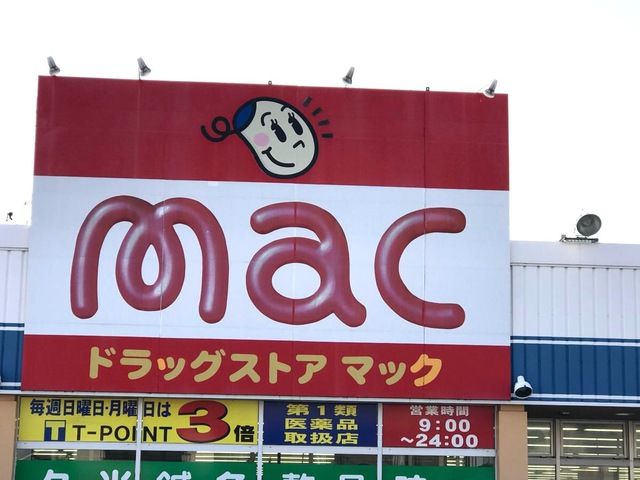 mac
ドラッグストア マック
毎週日曜日・月曜日は
T T-POINT 3倍
第1類
医薬品
取扱店
営業時間
9:00
~24:00